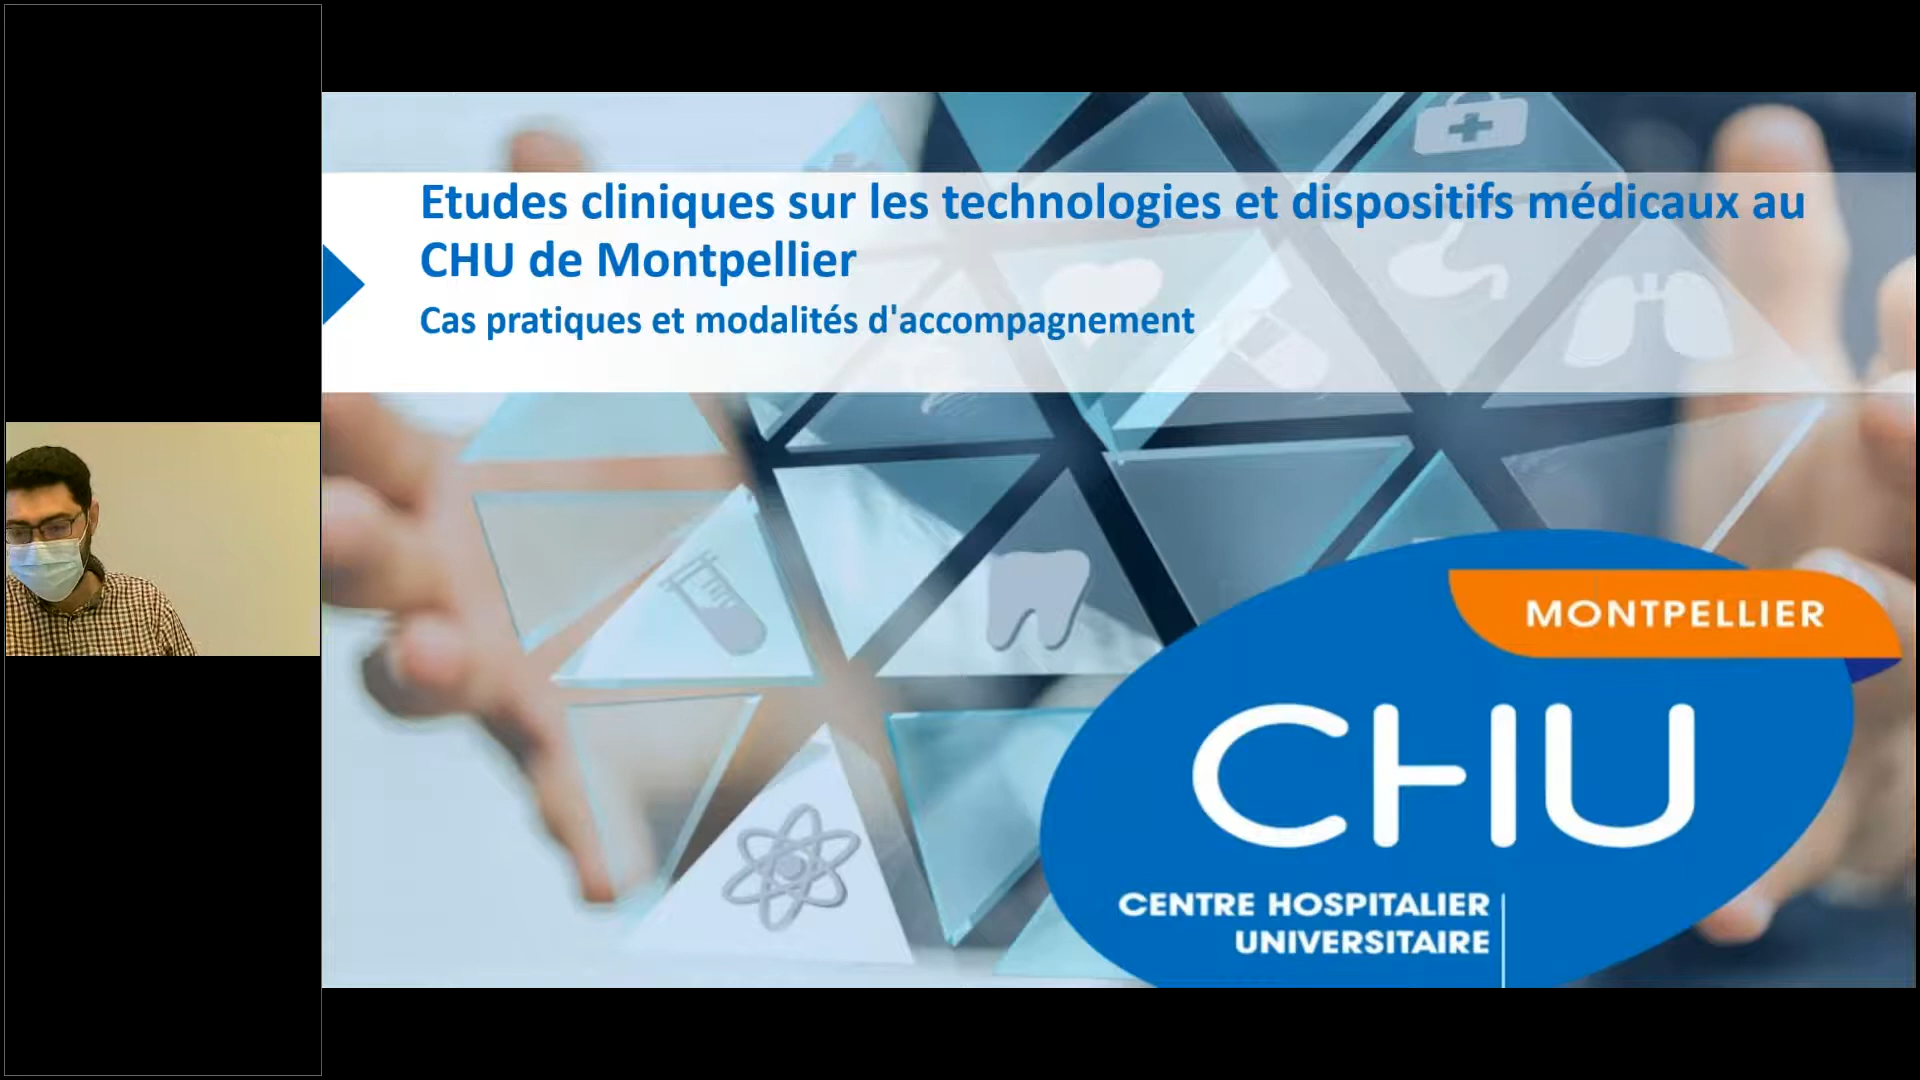 Etudes cliniques sur les technologies et dispositifs médicaux au
CHU de Montpellier
Cas pratiques et modalités d'accompagnement
MONTPELLIER
CHU
CENTRE HOSPITALIER
UNIVERSITAIRE